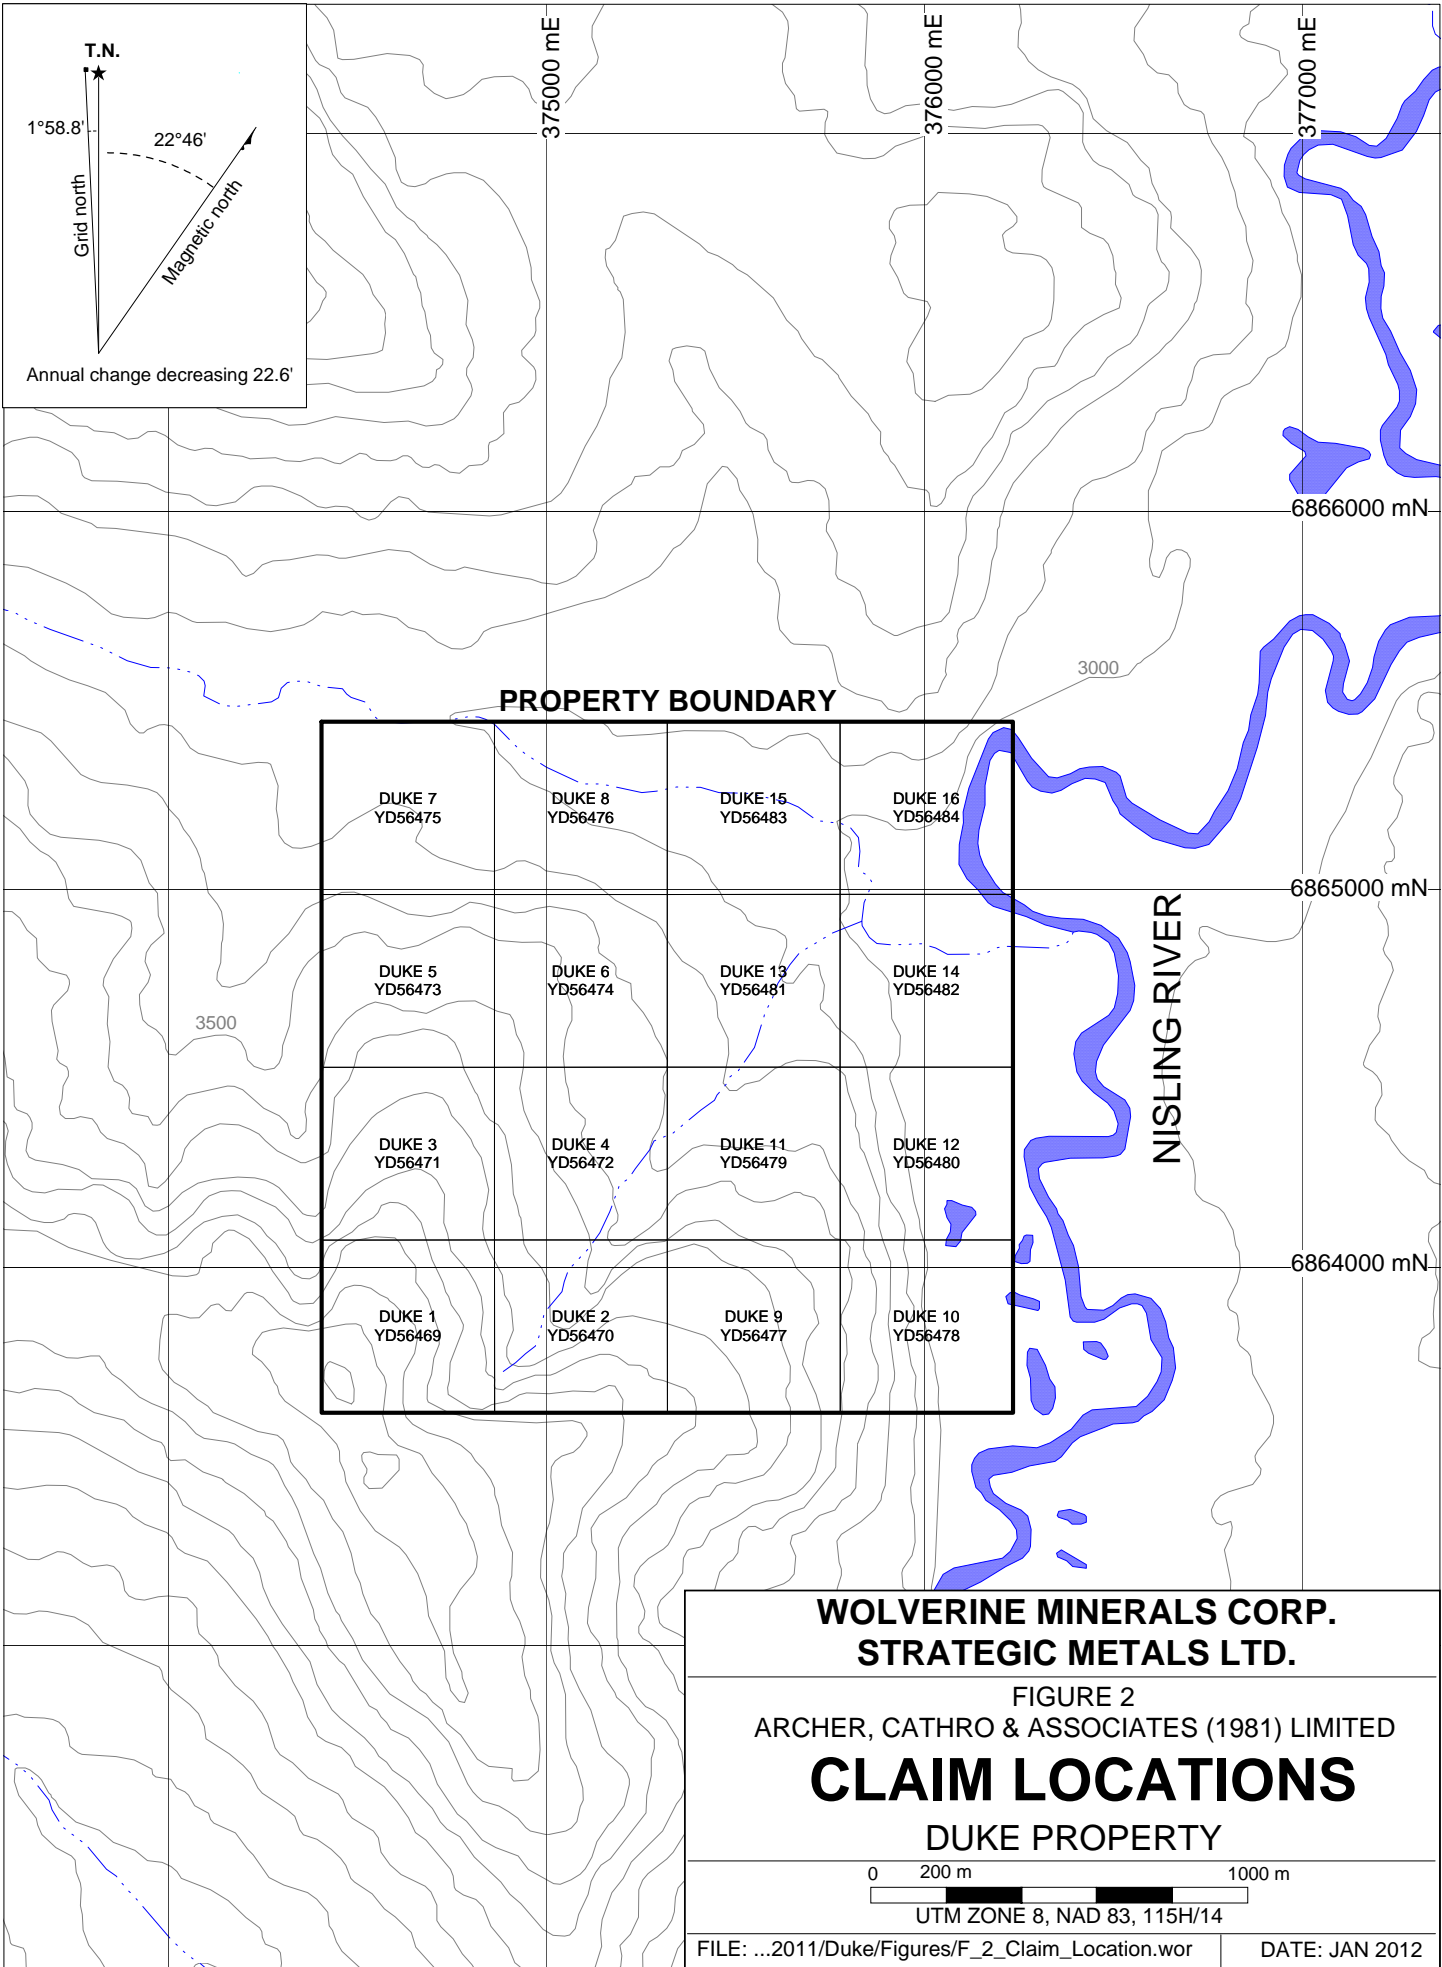 T.N.
1°58.8'
22°46'
Grid north
Magnetic north
Annual change decreasing 22.6'
375000 mE
376000 mE
377000 mE
6866000 mN
3000
PROPERTY BOUNDARY
DUKE 7
YD56475
DUKE 8
YD56476
DUKE 15
YD56483
DUKE 16
YD56484
6865000 mN
NISLING RIVER
DUKE 5
YD56473
DUKE 6
YD56474
DUKE 13
YD56481
DUKE 14
YD56482
3500
DUKE 3
YD56471
DUKE 4
YD56472
DUKE 11
YD56479
DUKE 12
YD56480
6864000 mN
DUKE 1
YD56469
DUKE 2
YD56470
DUKE 9
YD56477
DUKE 10
YD56478
WOLVERINE MINERALS CORP.
STRATEGIC METALS LTD.
FIGURE 2
ARCHER, CATHRO & ASSOCIATES (1981) LIMITED
CLAIM LOCATIONS
DUKE PROPERTY
0 200 m 1000 m
UTM ZONE 8, NAD 83, 115H/14
FILE: ...2011/Duke/Figures/F_2_Claim_Location.wor
DATE: JAN 2012